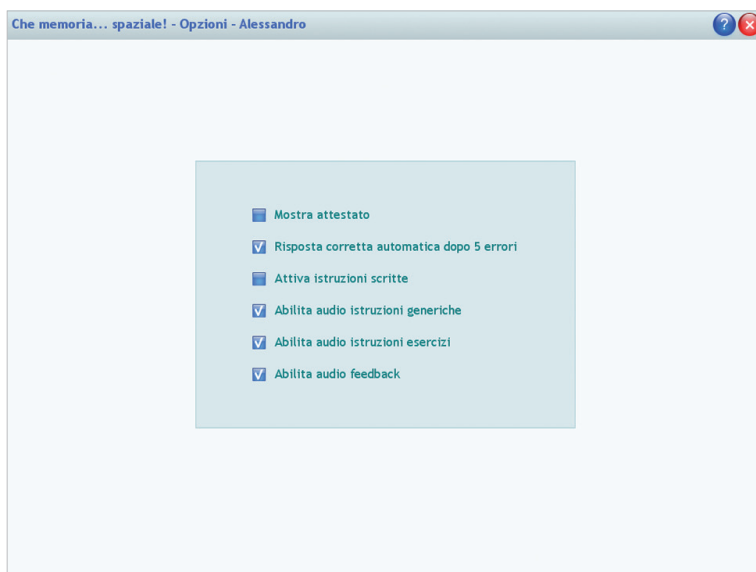 Che memoria... spaziale! - Opzioni - Alessandro
?
Mostra attestato
Risposta corretta automatica dopo 5 errori
Attiva istruzioni scritte
Abilita audio istruzioni generiche
Abilita audio istruzioni esercizi
Abilita audio feedback